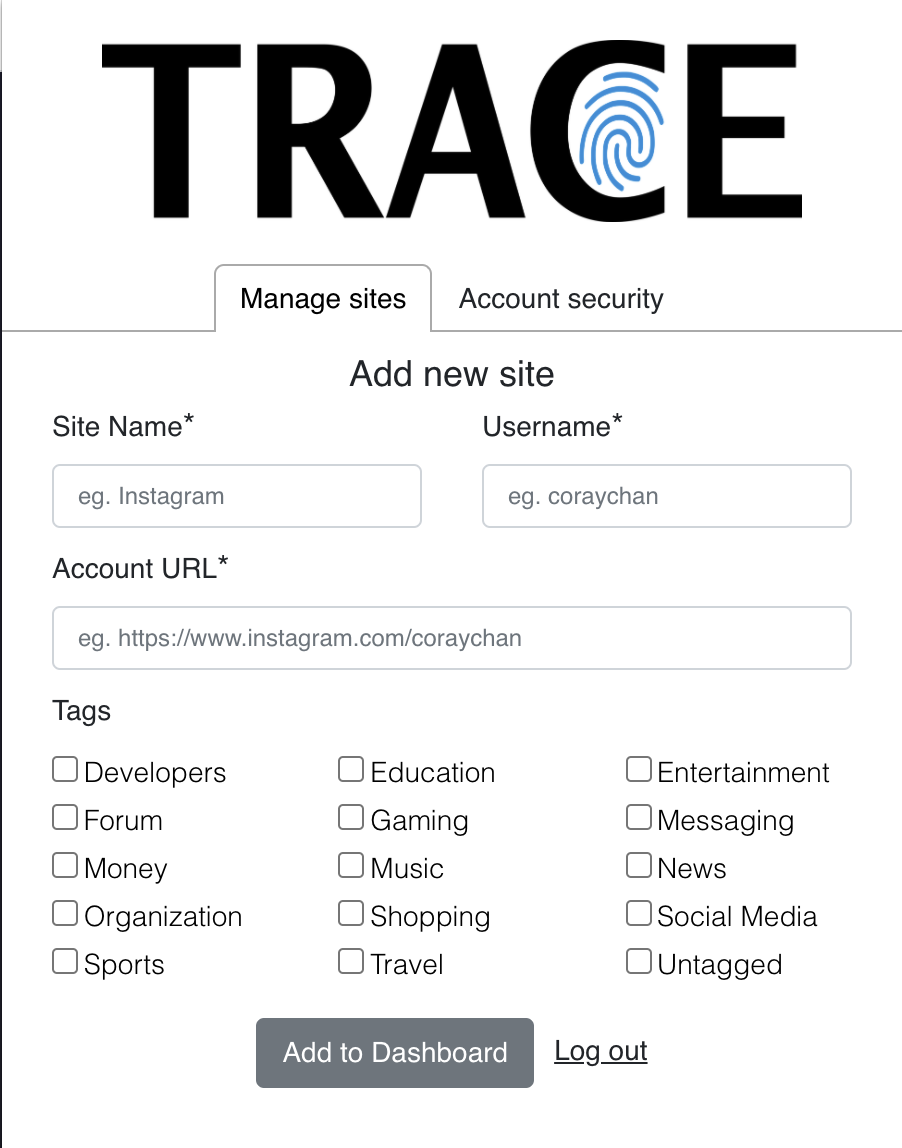 TRACE
Manage sites Account security
Add new site
Site Name* Username*
eg. Instagram eg. coraychan
Account URL*
eg. https://www.instagram.com/coraychan
Tags
Developers Education Entertainment
Forum Gaming Messaging
Money Music News
Organization Shopping Social Media
Sports Travel Untagged
Add to Dashboard Log out